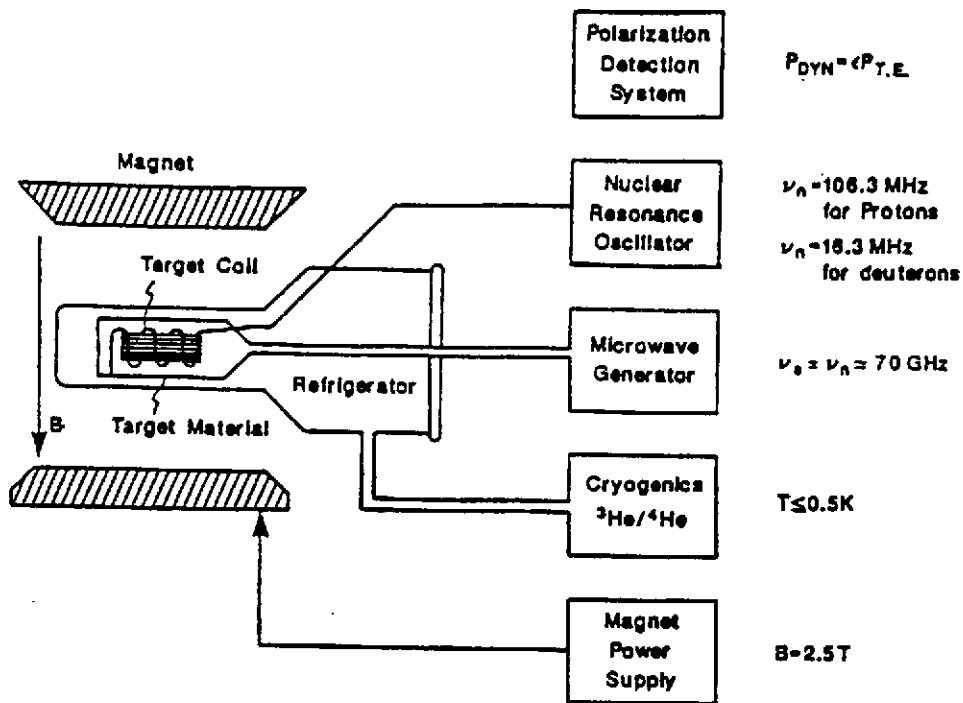 Polarization
Detection
System
P_DYN=εP_T.E.
Magnet
Nuclear
Resonance
Oscillator
ν_n=106.3 MHz
for Protons
ν_n=16.3 MHz
for deuterons
Target Coil
Microwave
Generator
ν_e ± ν_n ≃ 70 GHz
Refrigerator
B
Target Material
Cryogenics
³He/⁴He
T≤0.5K
Magnet
Power
Supply
B=2.5T